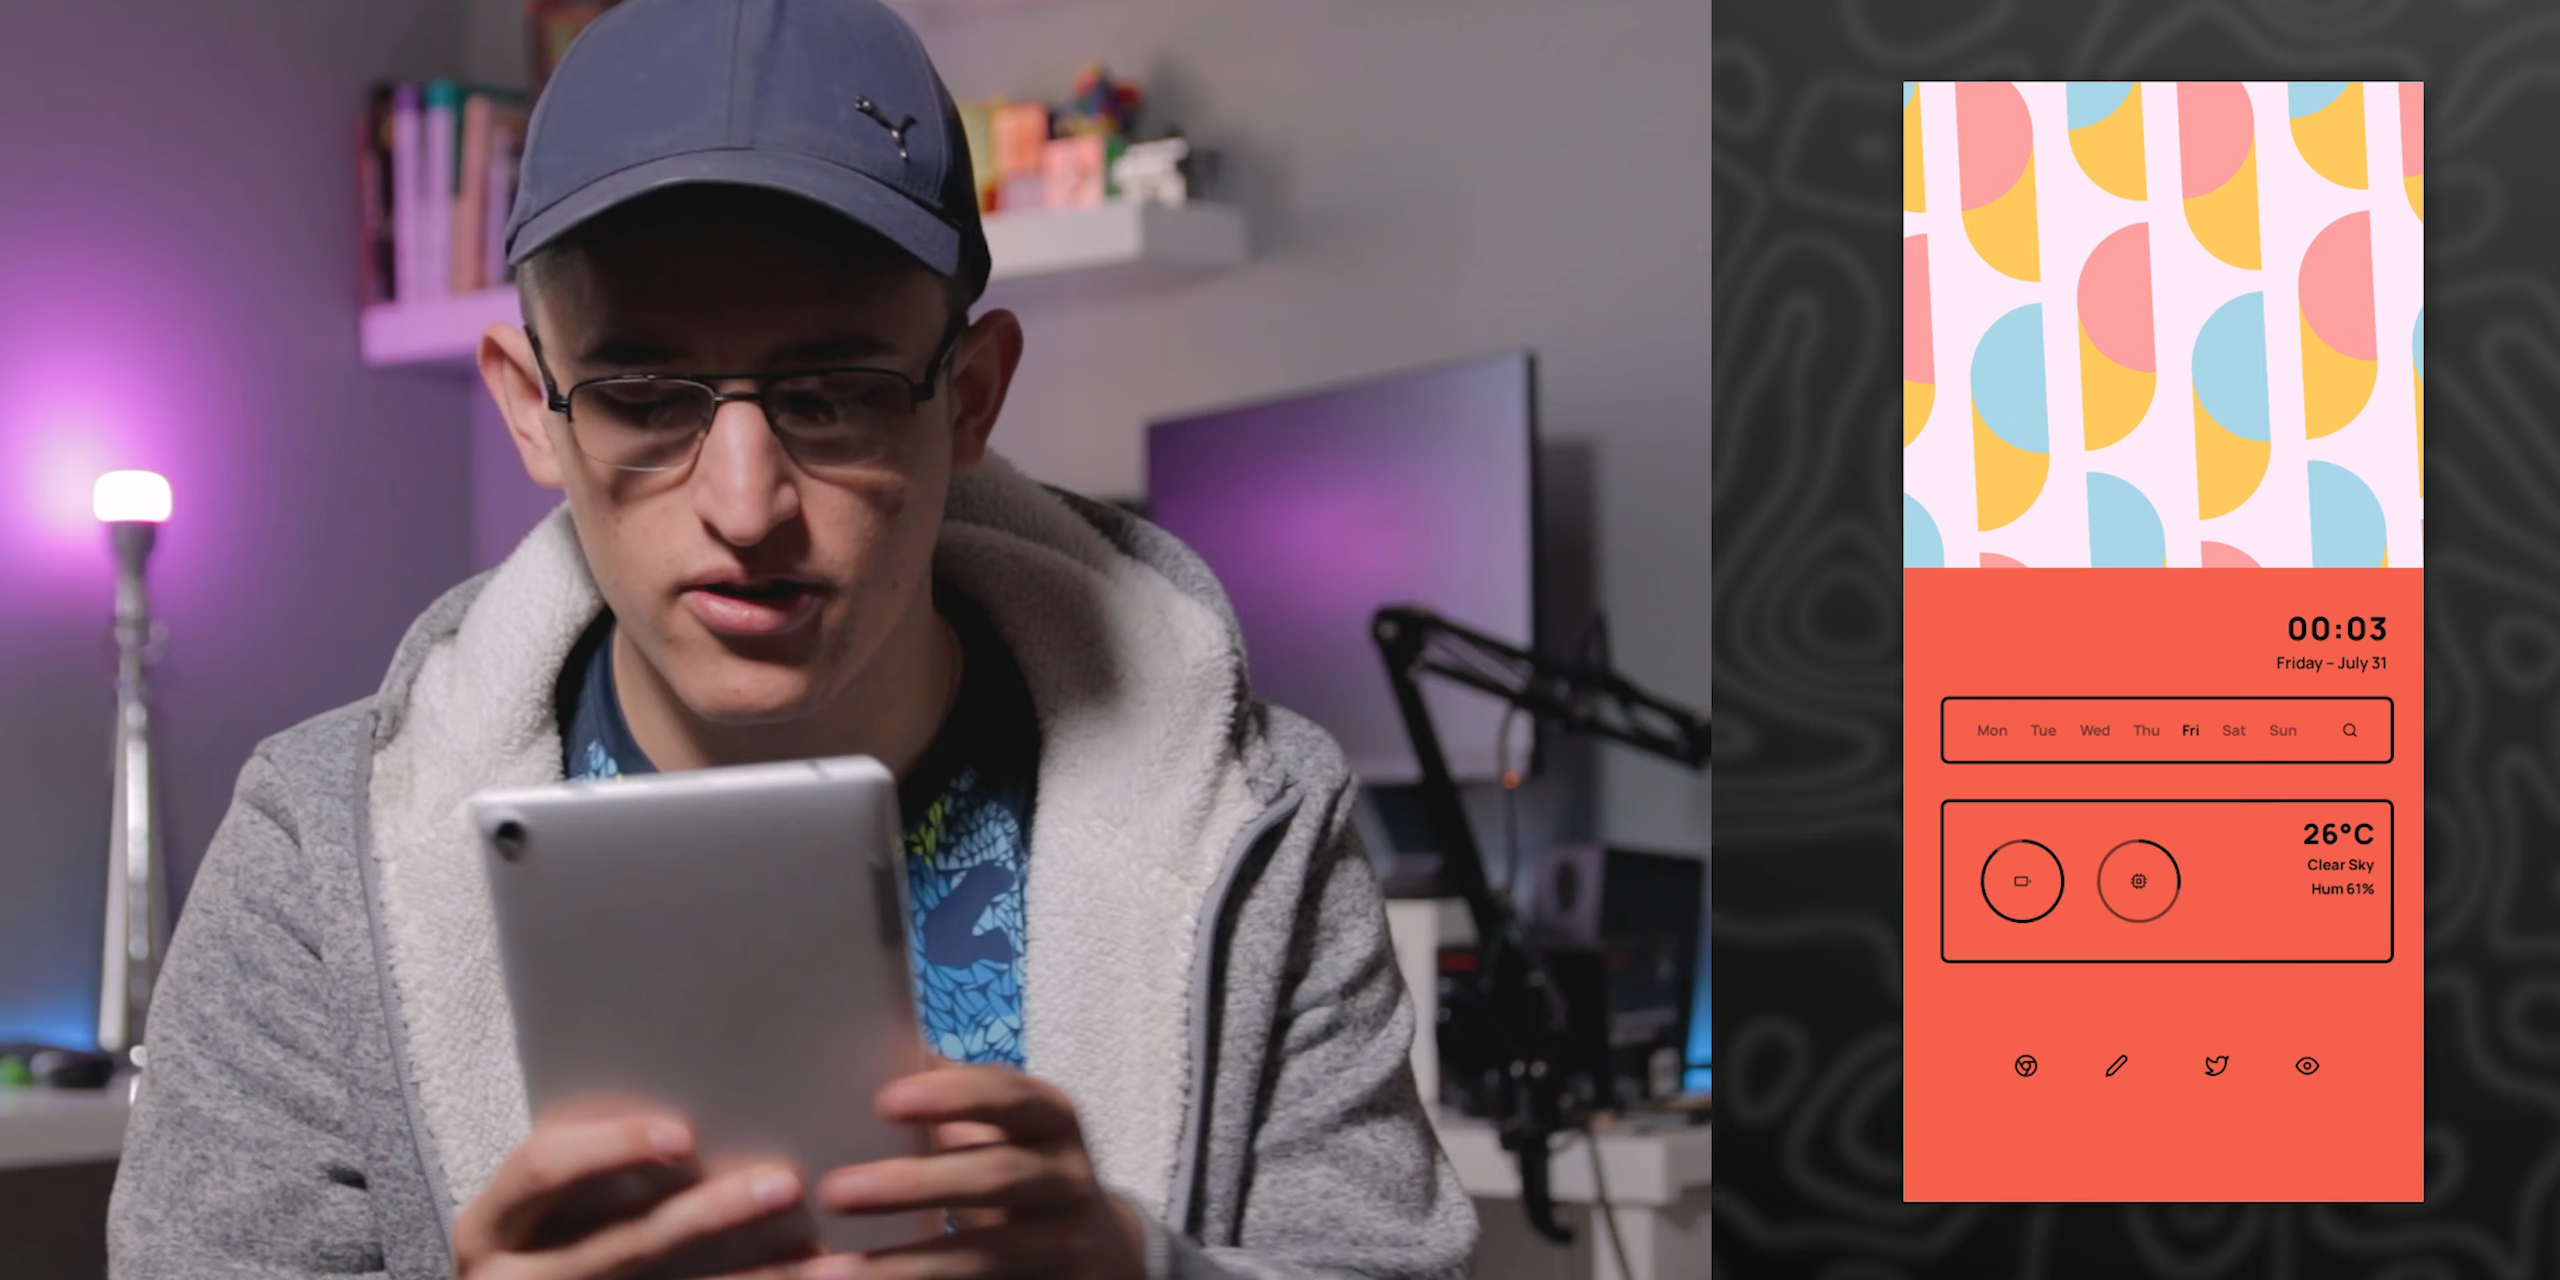 00:03
Friday – July 31
Mon Tue Wed Thu Fri Sat Sun
26°C
Clear Sky
Hum 61%